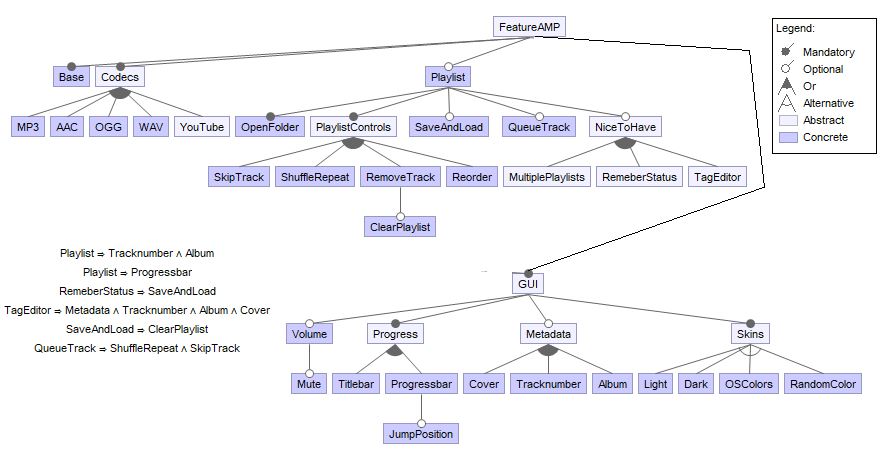 FeatureAMP
Legend:
Mandatory
Optional
Or
Alternative
Abstract
Concrete
Base Codecs Playlist
MP3 AAC OGG WAV YouTube OpenFolder PlaylistControls SaveAndLoad QueueTrack NiceToHave
SkipTrack ShuffleRepeat RemoveTrack Reorder MultiplePlaylists RemeberStatus TagEditor
ClearPlaylist
Playlist ⇒ Tracknumber ∧ Album
Playlist ⇒ Progressbar
RemeberStatus ⇒ SaveAndLoad
TagEditor ⇒ Metadata ∧ Tracknumber ∧ Album ∧ Cover
SaveAndLoad ⇒ ClearPlaylist
QueueTrack ⇒ ShuffleRepeat ∧ SkipTrack
GUI
Volume Progress Metadata Skins
Mute Titlebar Progressbar Cover Tracknumber Album Light Dark OSColors RandomColor
JumpPosition